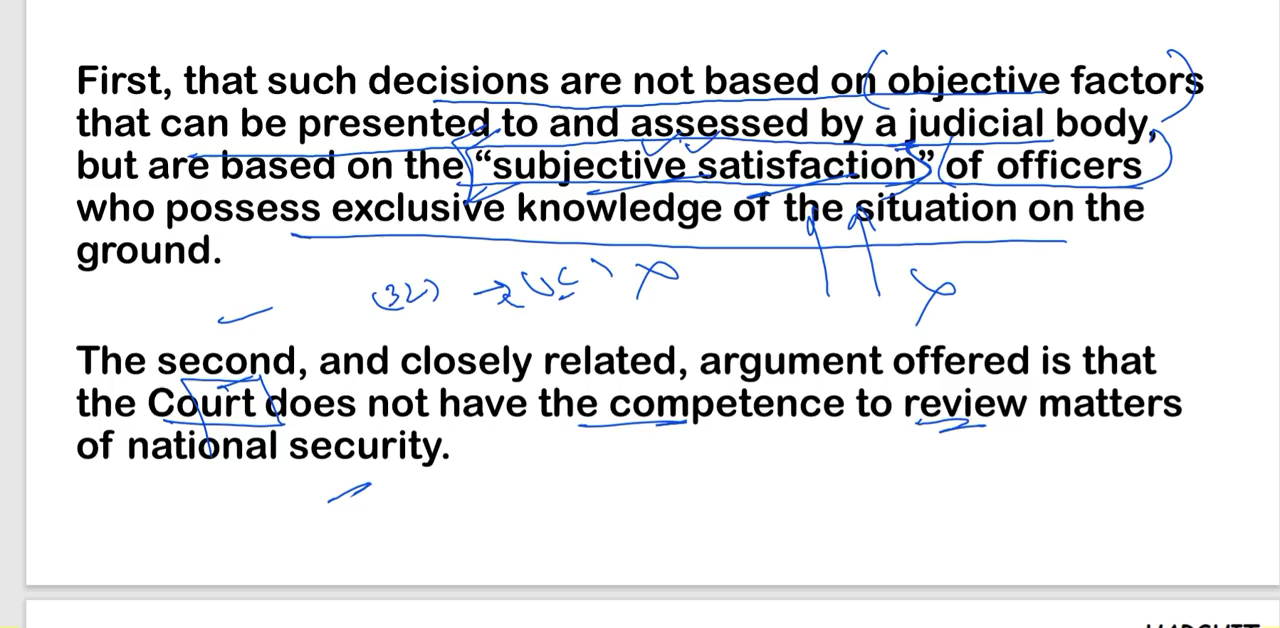 First, that such decisions are not based on objective factors
that can be presented to and assessed by a judicial body,
but are based on the “subjective satisfaction” of officers
who possess exclusive knowledge of the situation on the
ground.
(32)
The second, and closely related, argument offered is that
the Court does not have the competence to review matters
of national security.